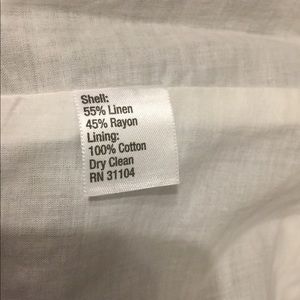 Shell:
55% Linen
45% Rayon
Lining:
100% Cotton
Dry Clean
RN 31104